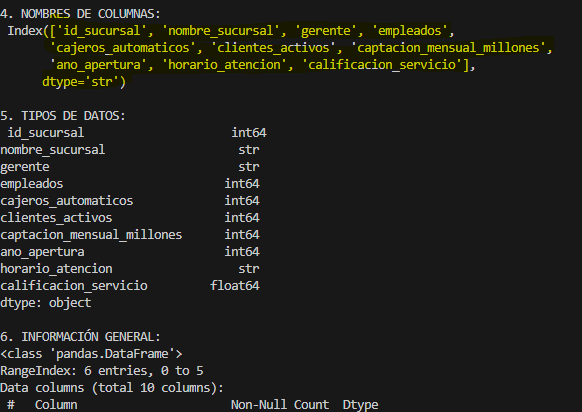 4. NOMBRES DE COLUMNAS:
Index(['id_sucursal', 'nombre_sucursal', 'gerente', 'empleados',
'cajeros_automaticos', 'clientes_activos', 'captacion_mensual_millones',
'ano_apertura', 'horario_atencion', 'calificacion_servicio'],
dtype='str')
5. TIPOS DE DATOS:
id_sucursal int64
nombre_sucursal str
gerente str
empleados int64
cajeros_automaticos int64
clientes_activos int64
captacion_mensual_millones int64
ano_apertura int64
horario_atencion str
calificacion_servicio float64
dtype: object
6. INFORMACIÓN GENERAL:
<class 'pandas.DataFrame'>
RangeIndex: 6 entries, 0 to 5
Data columns (total 10 columns):
# Column Non-Null Count Dtype